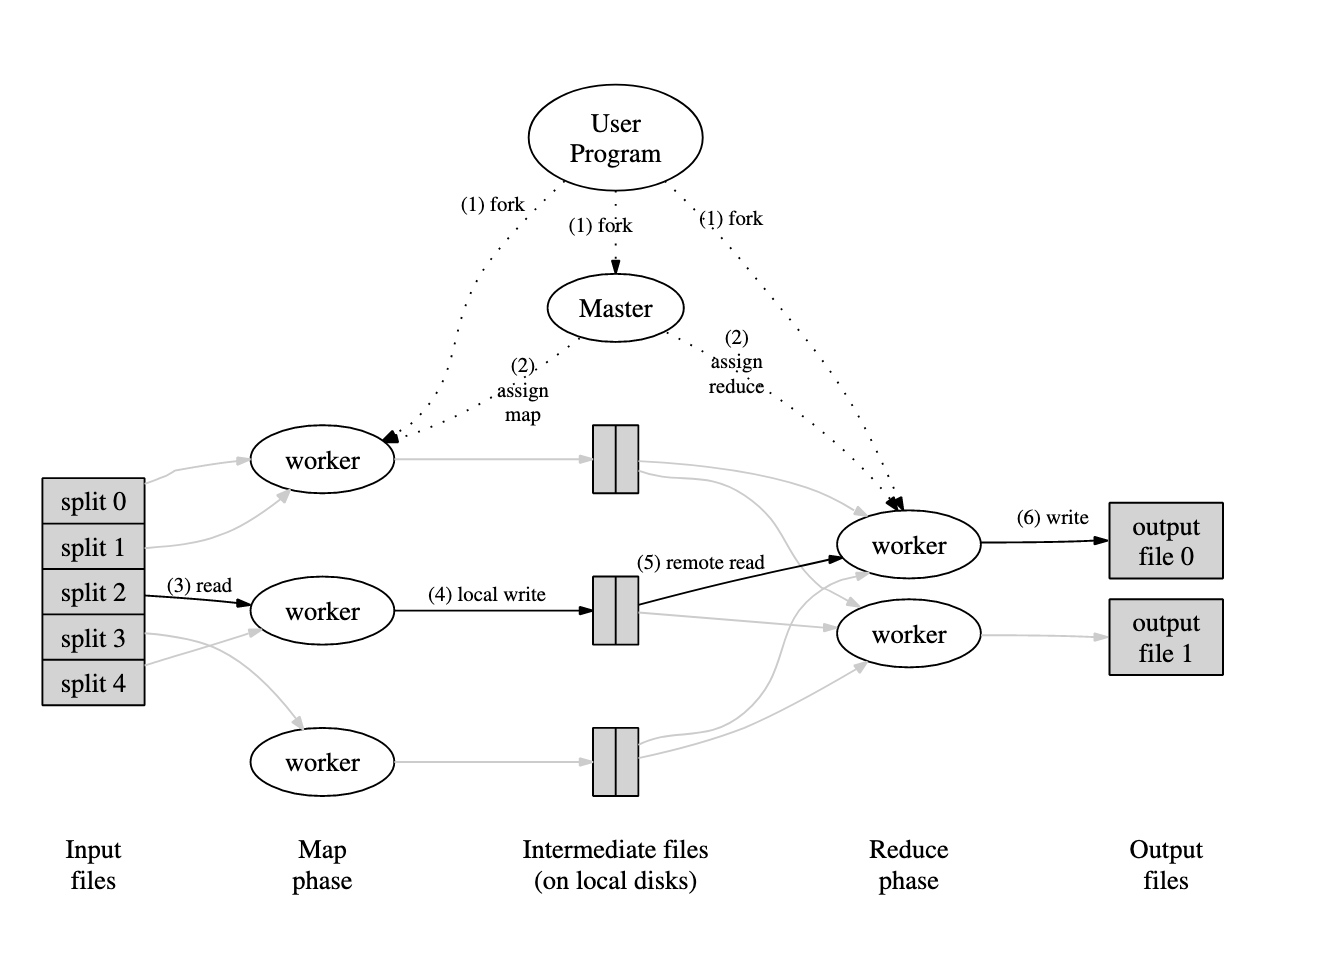 User
Program
(1) fork
(1) fork
(1) fork
Master
(2)
assign
map
(2)
assign
reduce
split 0
split 1
split 2
split 3
split 4
(3) read
worker
worker
worker
(4) local write
(5) remote read
worker
worker
(6) write
output
file 0
output
file 1
Input
files
Map
phase
Intermediate files
(on local disks)
Reduce
phase
Output
files